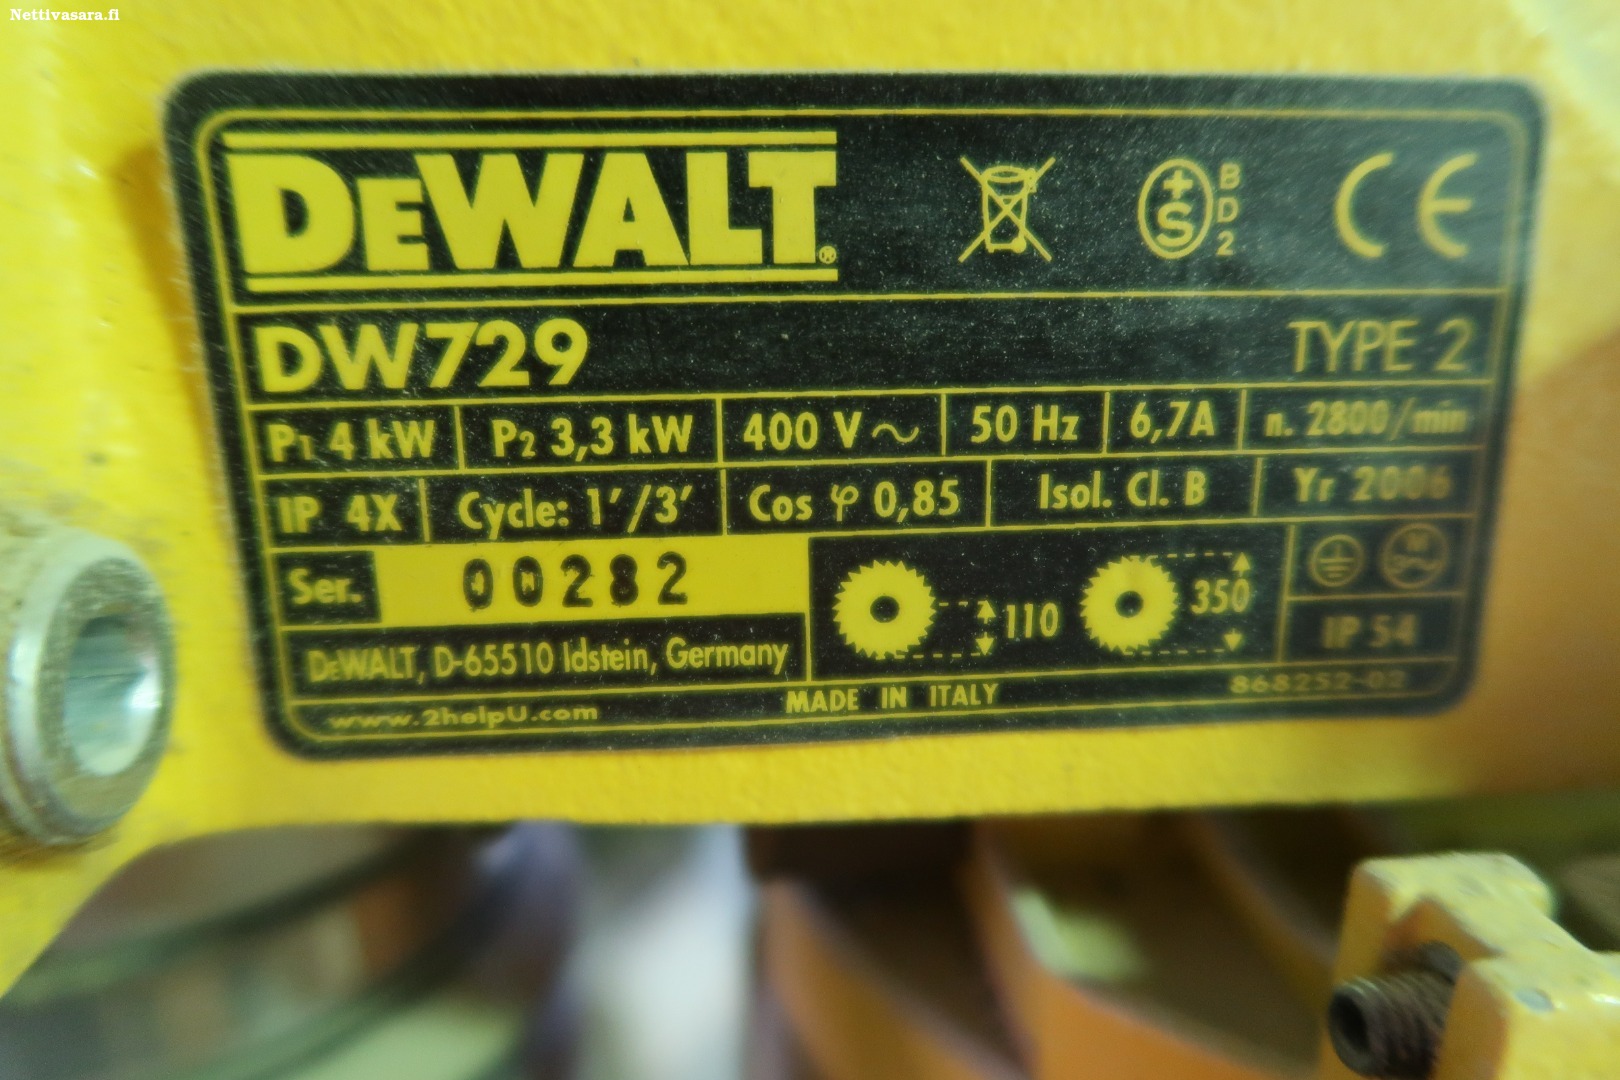 Nettivasara.fi
DEWALT®
S B D 2 CE
DW729 TYPE 2
P1 4 kW P2 3,3 kW 400 V ~ 50 Hz 6,7A n. 2800/min
IP 4X Cycle: 1'/3' Cos φ 0,85 Isol. Cl. B Yr 2006
Ser. 00282 110 350 M
IP 54
DEWALT, D-65510 Idstein, Germany
www.2helpU.com MADE IN ITALY 868252-02